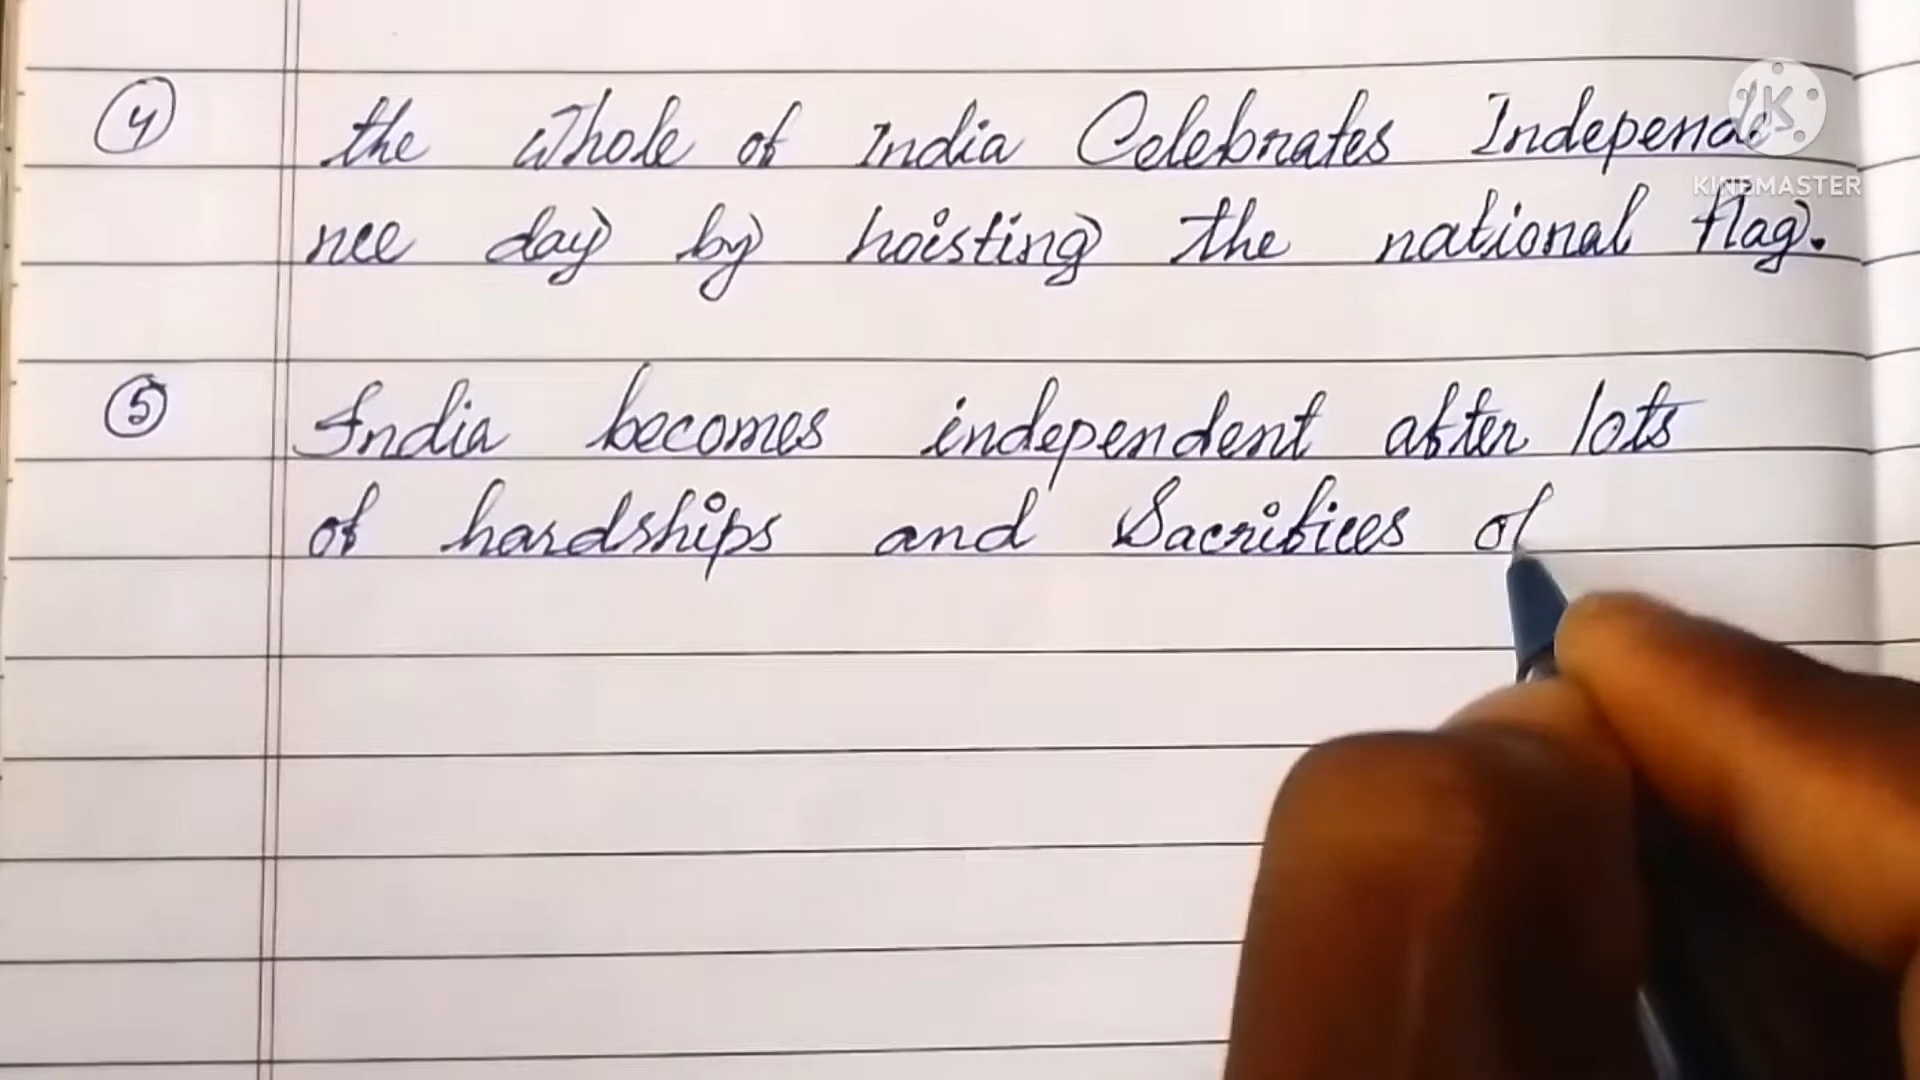 4 the Whole of India Celebrates Independe
nce day by hoisting the national flag.
KINEMASTER
5 India becomes independent after lots
of hardships and Sacrifices of